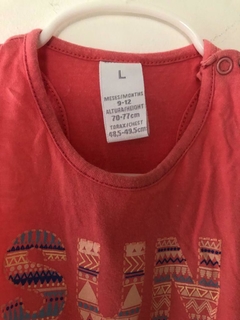 L
MESES/MONTHS
9-12
ALTURA/HEIGHT
70-77cm
TORAX/CHEST
48,5-49,5cm
SUN